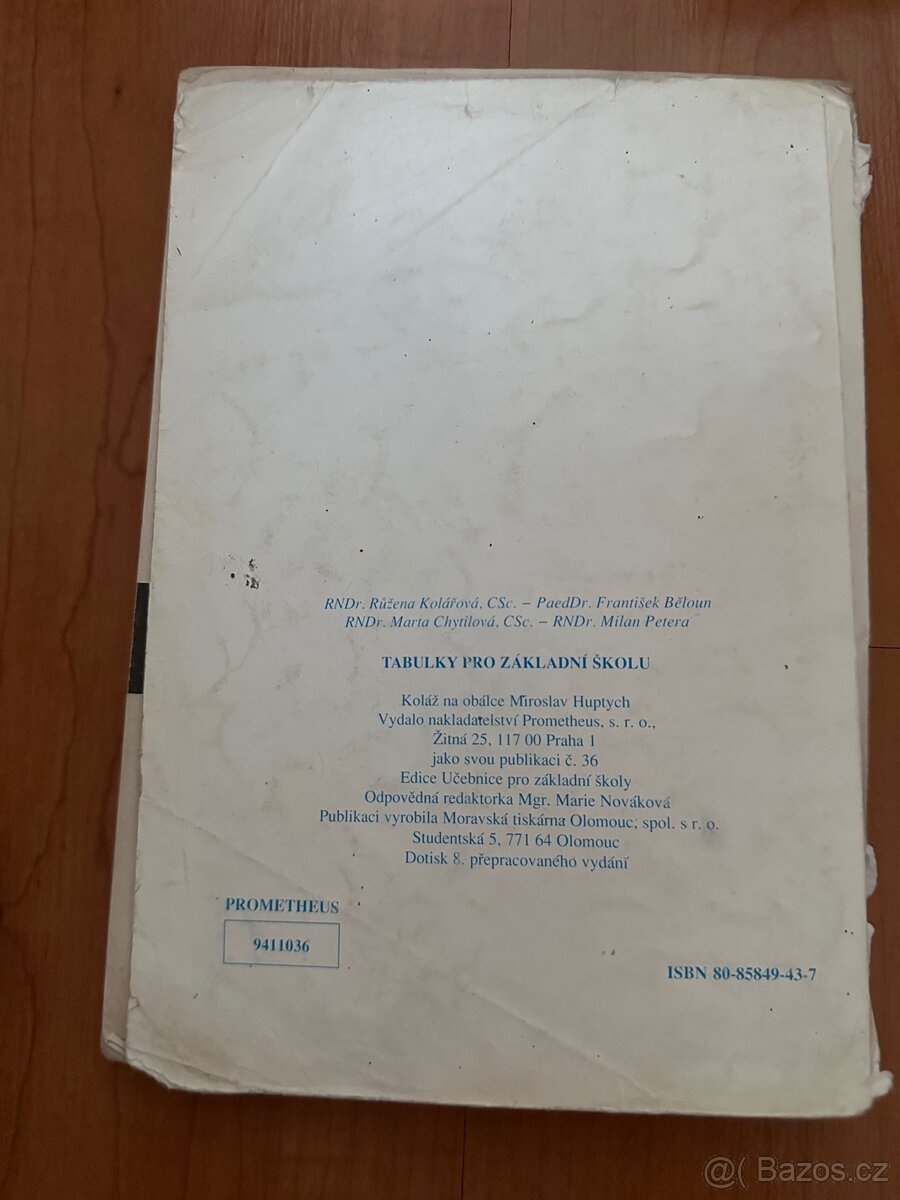 RNDr. Růžena Kolářová, CSc. – PaedDr. František Běloun
RNDr. Marta Chytilová, CSc. – RNDr. Milan Petera
TABULKY PRO ZÁKLADNÍ ŠKOLU
Koláž na obálce Miroslav Huptych
Vydalo nakladatelství Prometheus, s. r. o.,
Žitná 25, 117 00 Praha 1
jako svou publikaci č. 36
Edice Učebnice pro základní školy
Odpovědná redaktorka Mgr. Marie Nováková
Publikaci vyrobila Moravská tiskárna Olomouc, spol. s r. o.
Studentská 5, 771 64 Olomouc
Dotisk 8. přepracovaného vydání
PROMETHEUS
9411036
ISBN 80-85849-43-7
@( Bazos.cz